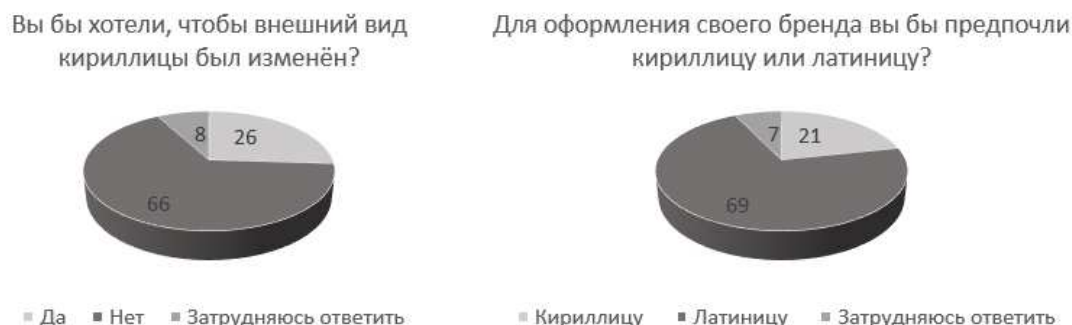 Вы бы хотели, чтобы внешний вид
кириллицы был изменён?
8
26
66
Да Нет Затрудняюсь ответить
Для оформления своего бренда вы бы предпочли
кириллицу или латиницу?
7
21
69
Кириллицу Латиницу Затрудняюсь ответить